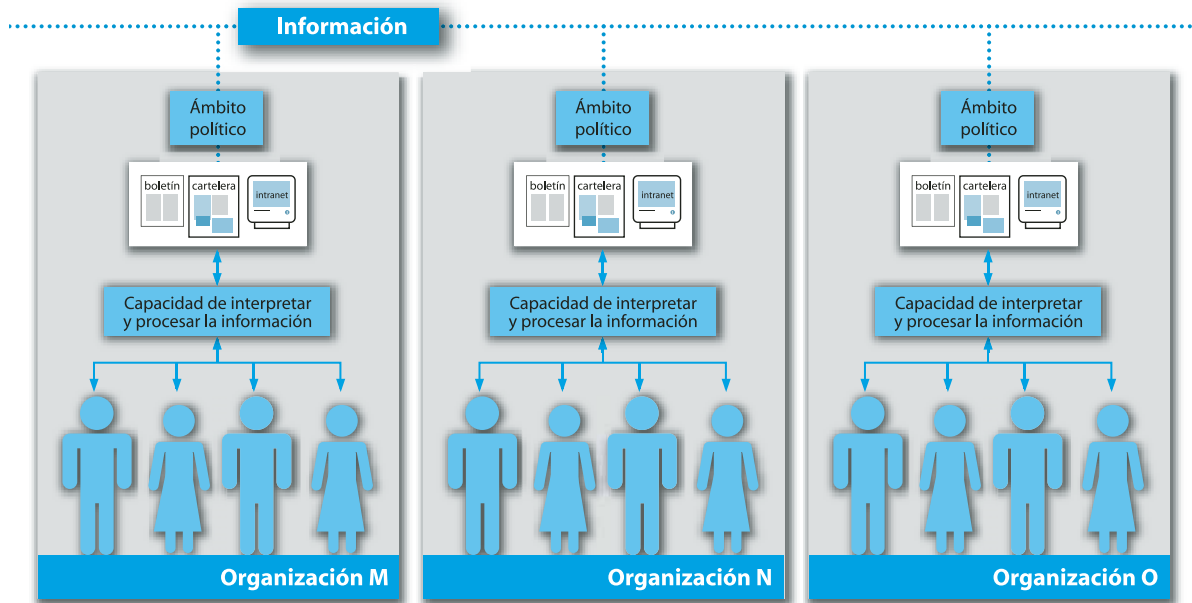 Información
Ámbito
político
boletín
cartelera
intranet
Capacidad de interpretar
y procesar la información
Organización M
Ámbito
político
boletín
cartelera
intranet
Capacidad de interpretar
y procesar la información
Organización N
Ámbito
político
boletín
cartelera
intranet
Capacidad de interpretar
y procesar la información
Organización O